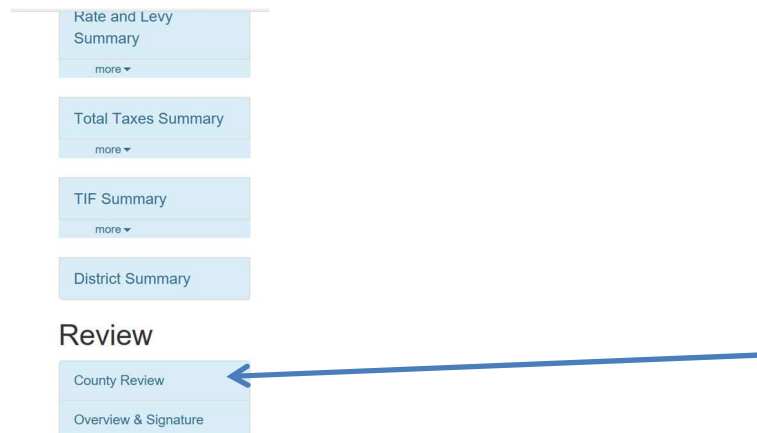 Rate and Levy
Summary
more
Total Taxes Summary
more
TIF Summary
more
District Summary
Review
County Review
Overview & Signature